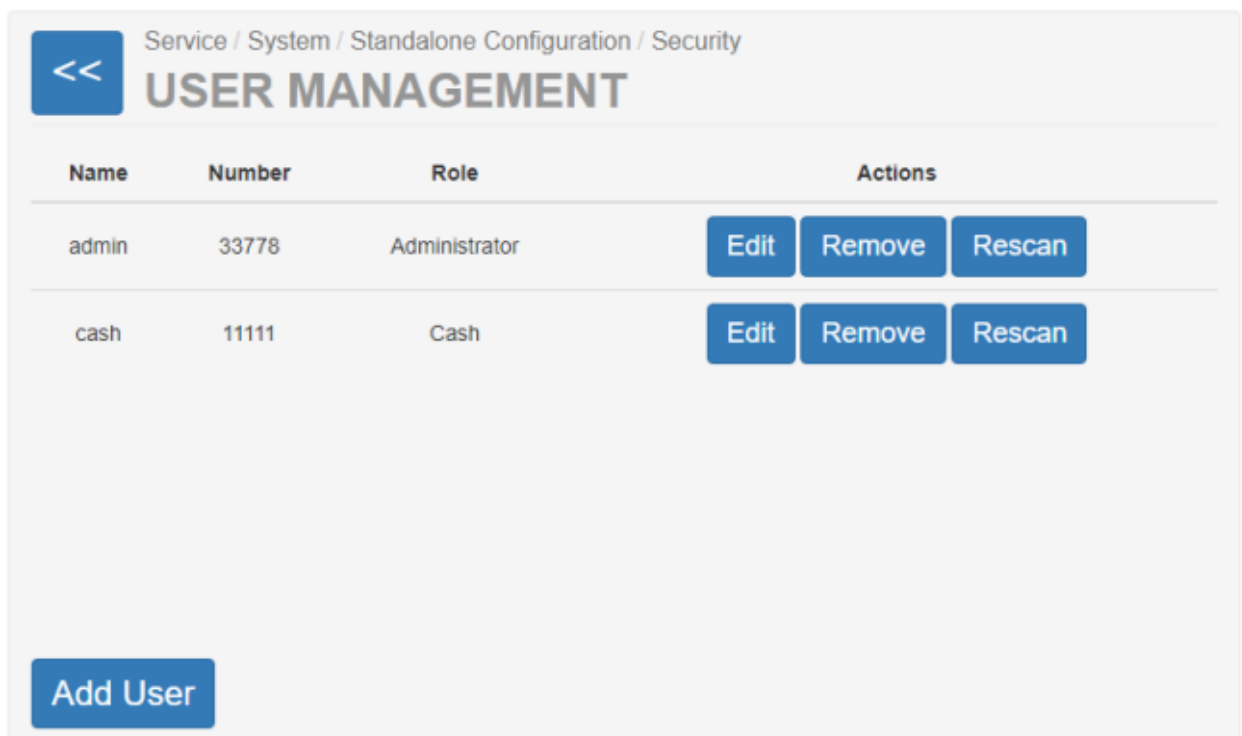 <<
Service / System / Standalone Configuration / Security
USER MANAGEMENT
Name Number Role Actions
admin 33778 Administrator Edit Remove Rescan
cash 11111 Cash Edit Remove Rescan
Add User